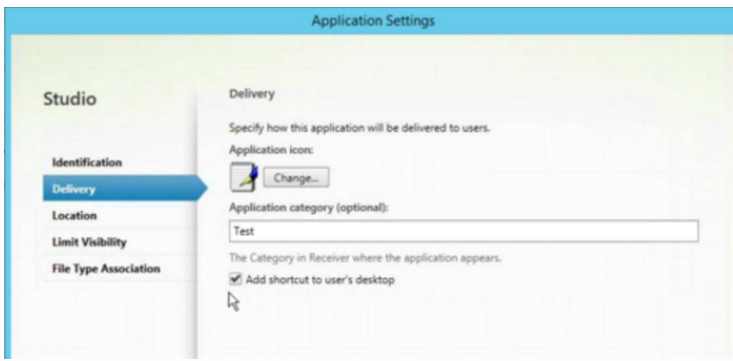 Application Settings
Studio
Identification
Delivery
Location
Limit Visibility
File Type Association
Delivery
Specify how this application will be delivered to users.
Application icon:
Change...
Application category (optional):
Test
The Category in Receiver where the application appears.
Add shortcut to user's desktop